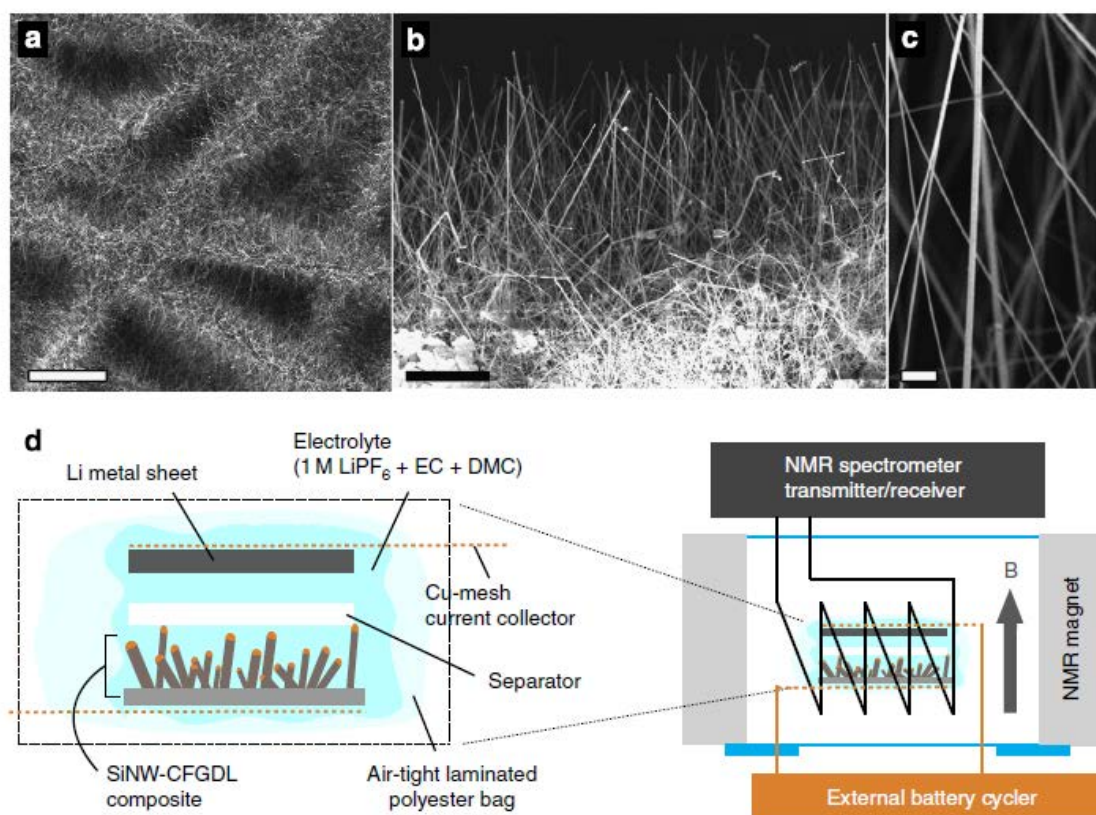 a
b
c
d
Li metal sheet
Electrolyte
(1 M LiPF6 + EC + DMC)
Cu-mesh
current collector
Separator
SiNW-CFGDL
composite
Air-tight laminated
polyester bag
NMR spectrometer
transmitter/receiver
B
NMR magnet
External battery cycler